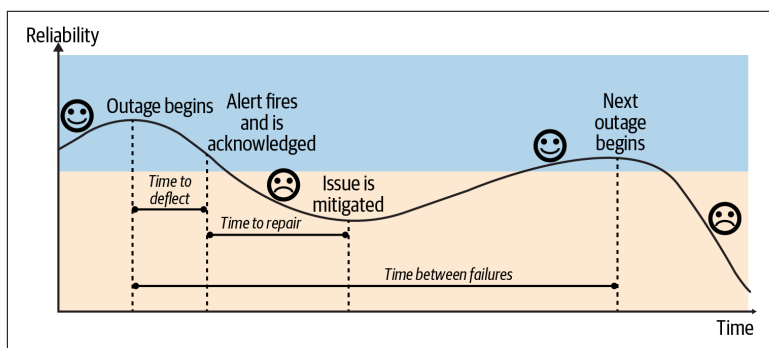 Reliability
Outage begins
Alert fires
and is
acknowledged
Next
outage
begins
Time to
deflect
Issue is
mitigated
Time to repair
Time between failures
Time